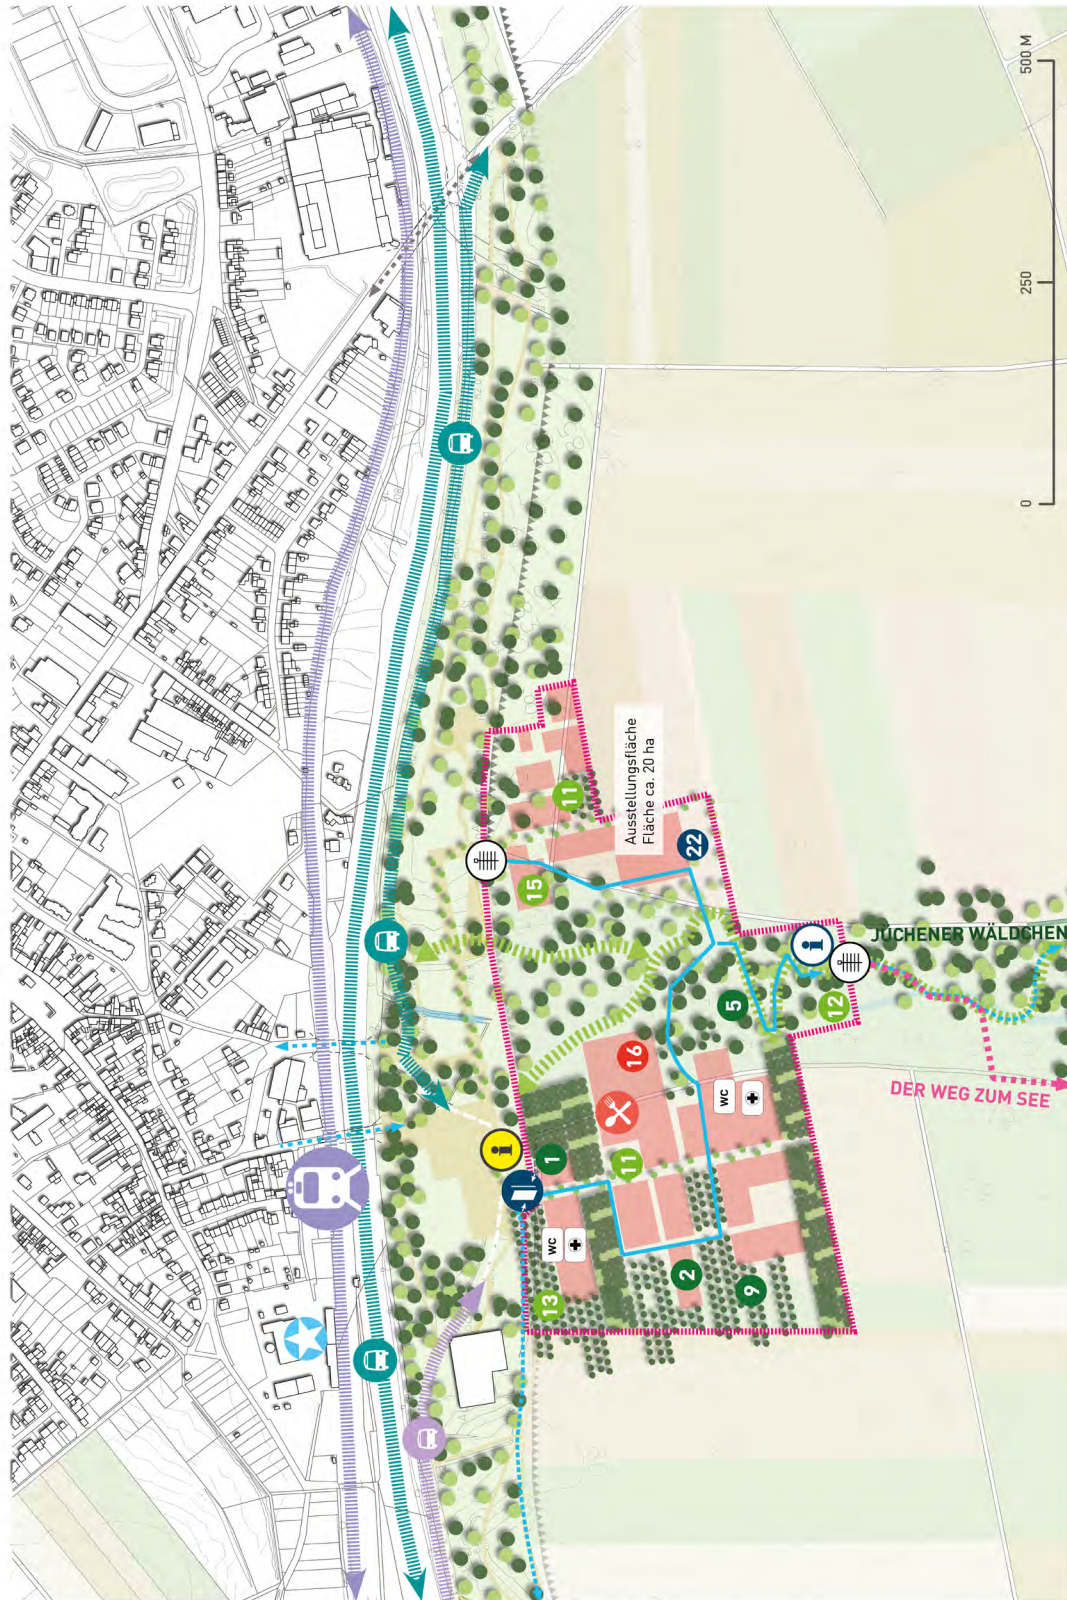 500 M
250
0
Ausstellungsfläche
Fläche ca. 20 ha
11
15
22
JÜCHENER WÄLDCHEN
5
12
16
WC
DER WEG ZUM SEE
1
11
WC
13
2
9